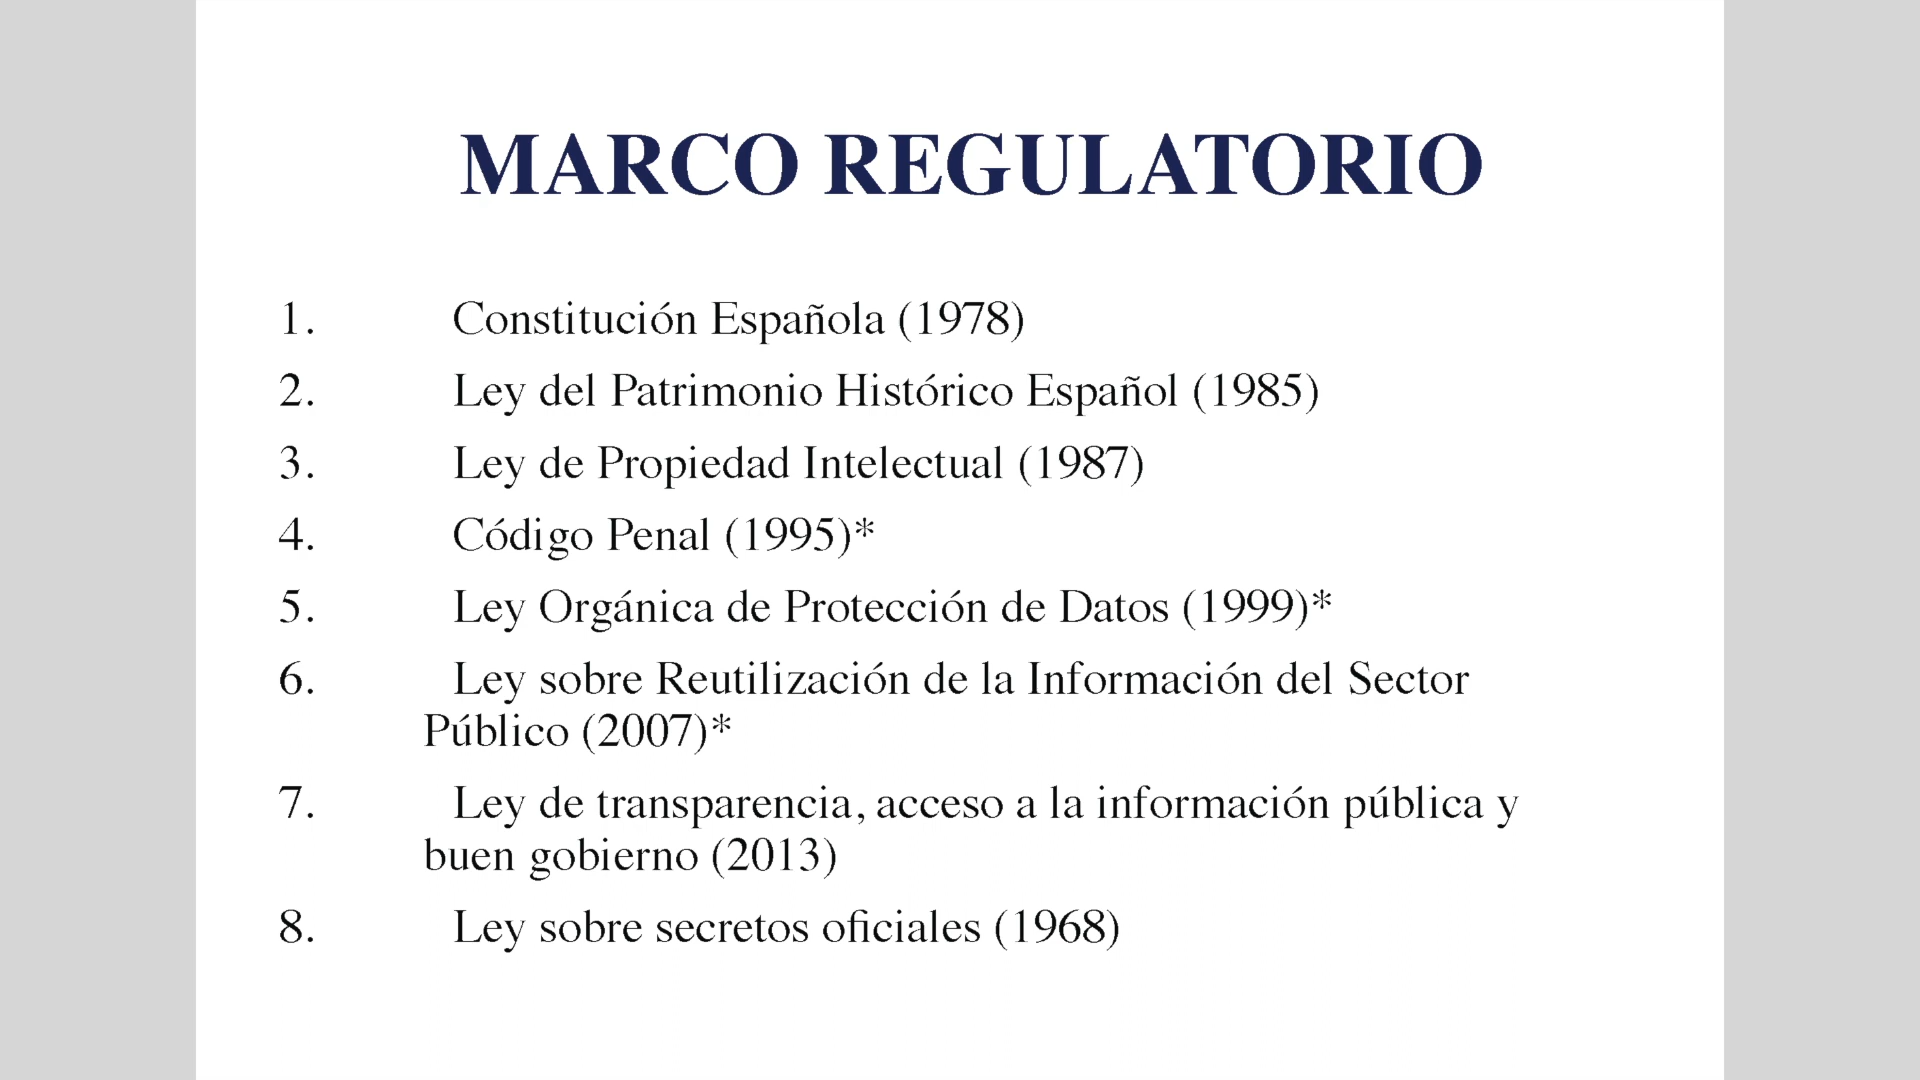 MARCO REGULATORIO
1. Constitución Española (1978)
2. Ley del Patrimonio Histórico Español (1985)
3. Ley de Propiedad Intelectual (1987)
4. Código Penal (1995)*
5. Ley Orgánica de Protección de Datos (1999)*
6. Ley sobre Reutilización de la Información del Sector
Público (2007)*
7. Ley de transparencia, acceso a la información pública y
buen gobierno (2013)
8. Ley sobre secretos oficiales (1968)